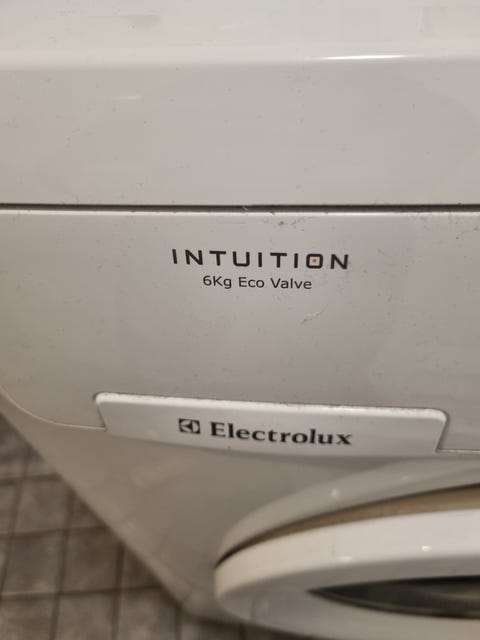 INTUITION
6Kg Eco Valve
Electrolux